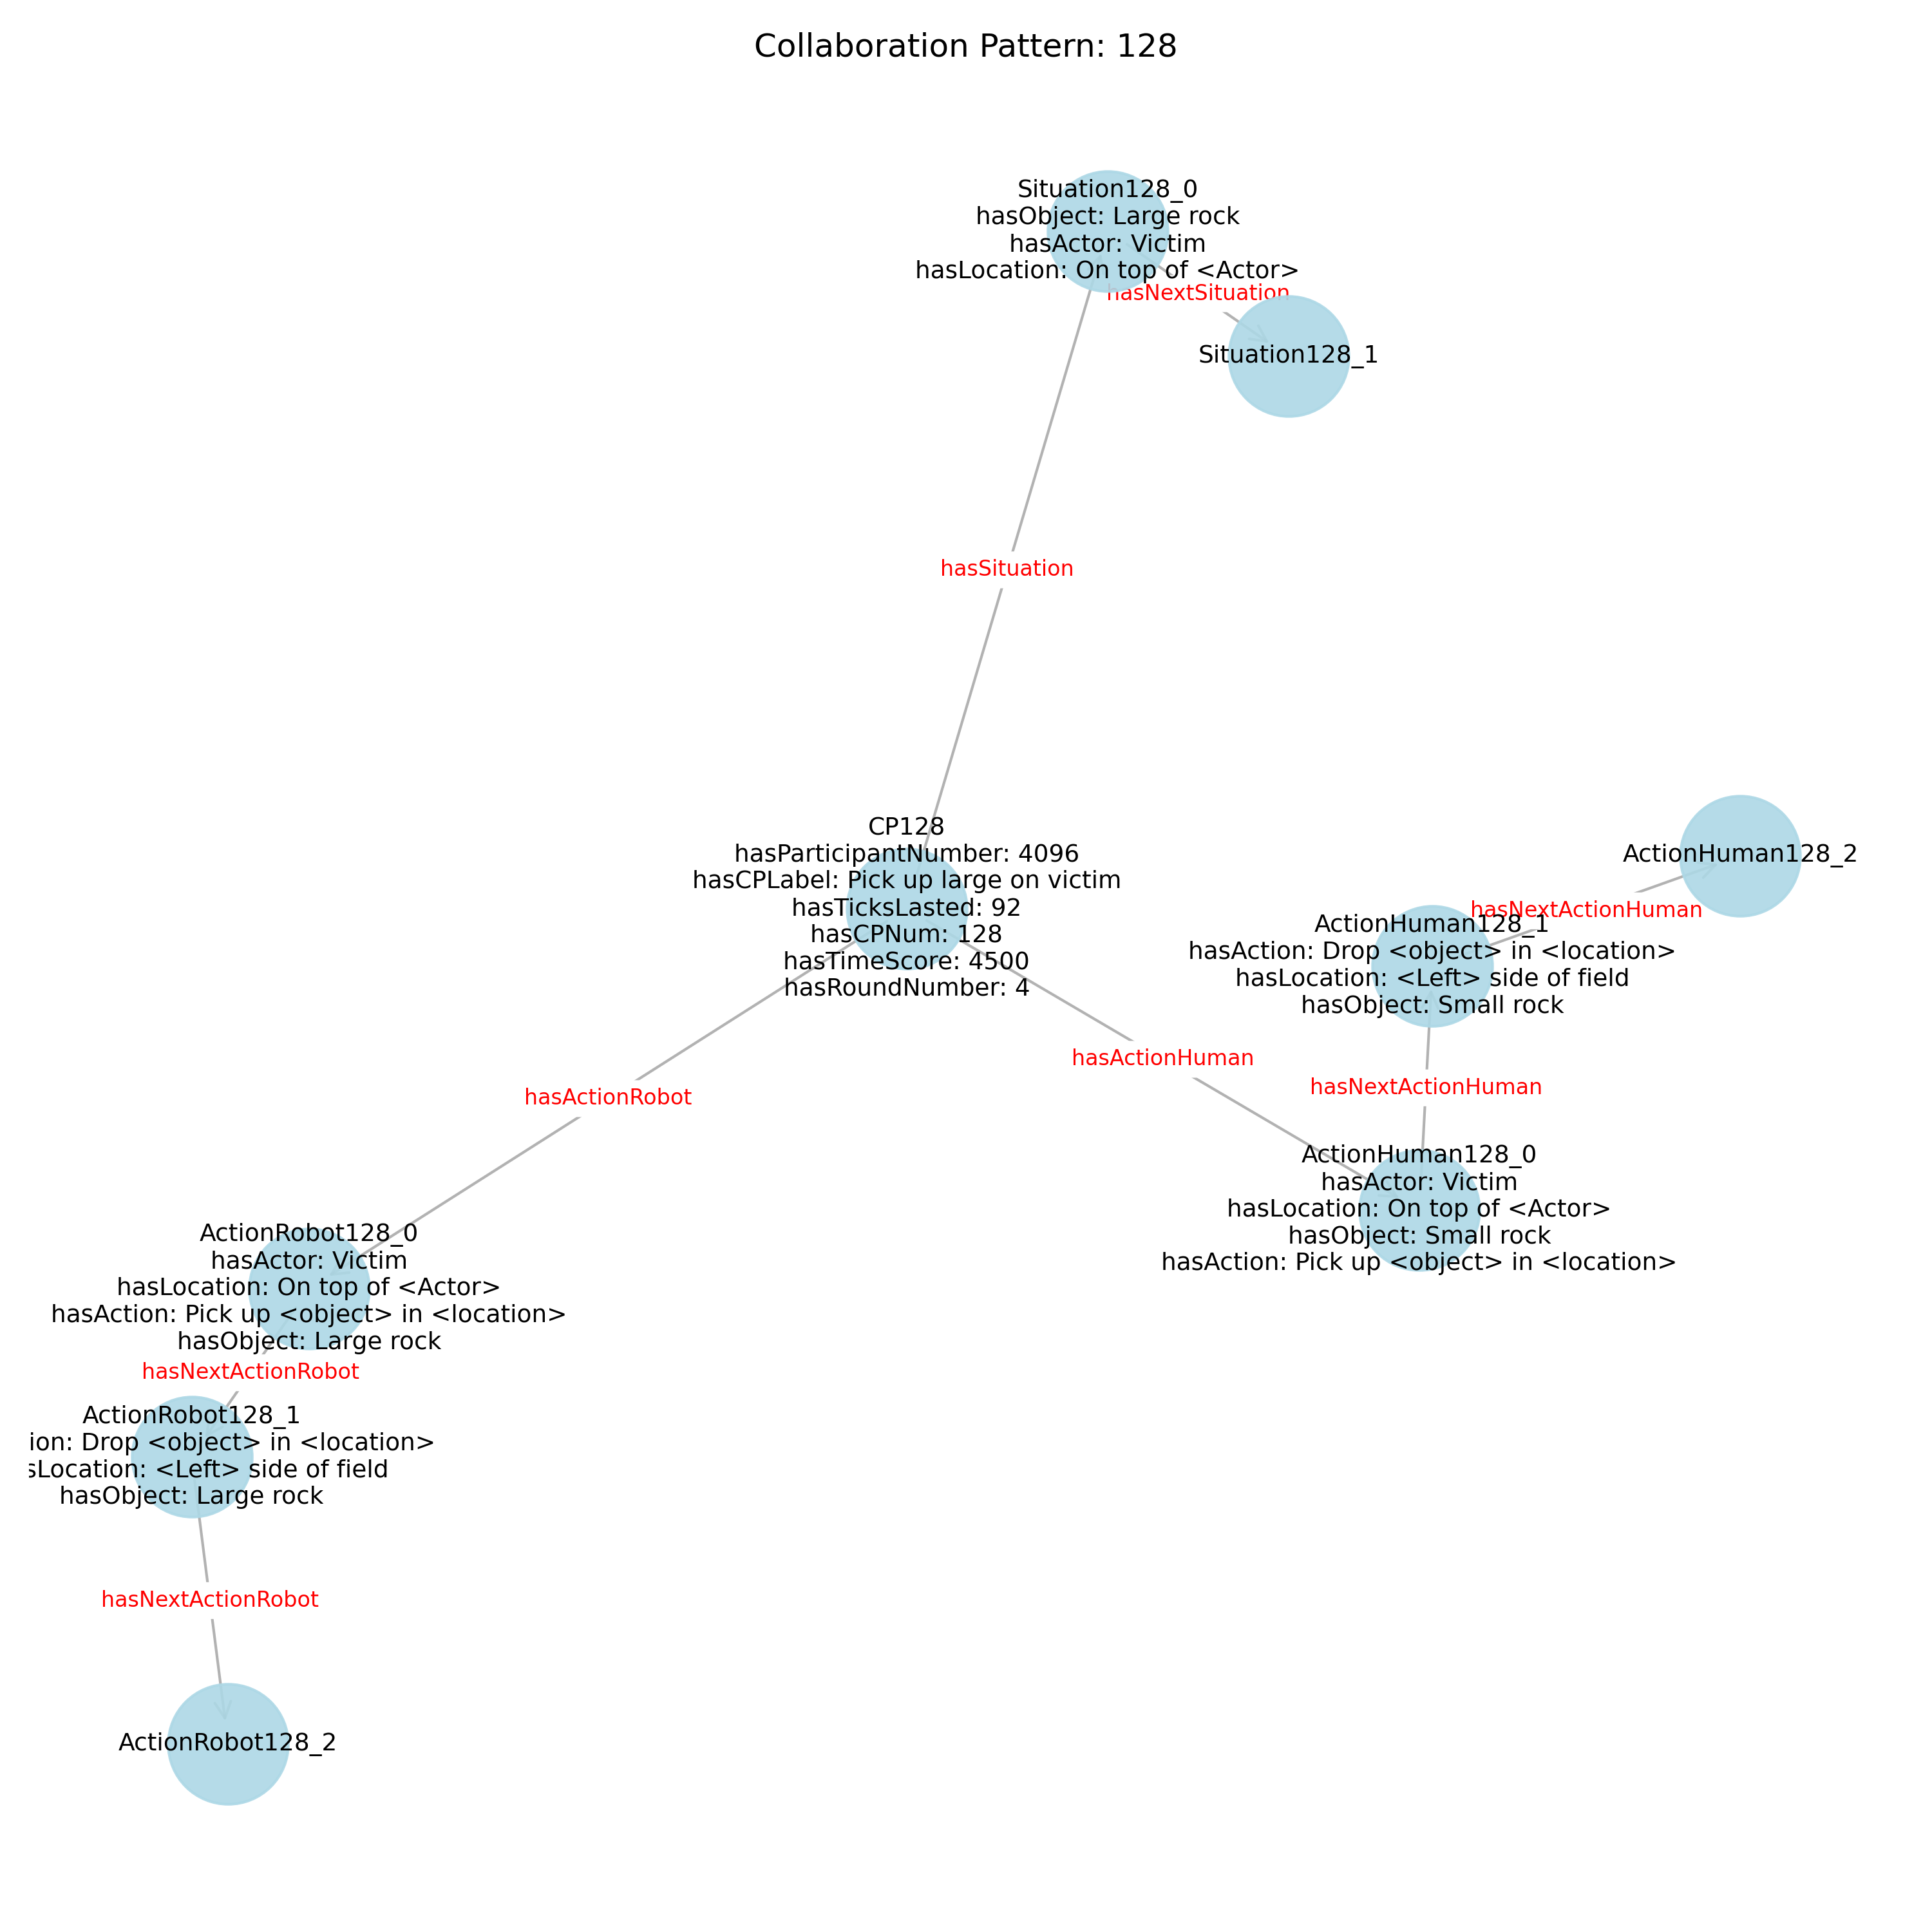 Collaboration Pattern: 128
Situation128_0
hasObject: Large rock
hasActor: Victim
hasLocation: On top of <Actor>
hasNextSituation
Situation128_1
hasSituation
CP128
hasParticipantNumber: 4096
hasCPLabel: Pick up large on victim
hasTicksLasted: 92
hasCPNum: 128
hasTimeScore: 4500
hasRoundNumber: 4
ActionHuman128_2
hasNextActionHuman
ActionHuman128_1
hasAction: Drop <object> in <location>
hasLocation: <Left> side of field
hasObject: Small rock
hasActionHuman
hasNextActionHuman
hasActionRobot
ActionHuman128_0
hasActor: Victim
hasLocation: On top of <Actor>
hasObject: Small rock
hasAction: Pick up <object> in <location>
ActionRobot128_0
hasActor: Victim
hasLocation: On top of <Actor>
hasAction: Pick up <object> in <location>
hasObject: Large rock
hasNextActionRobot
ActionRobot128_1
ion: Drop <object> in <location>
sLocation: <Left> side of field
hasObject: Large rock
hasNextActionRobot
ActionRobot128_2